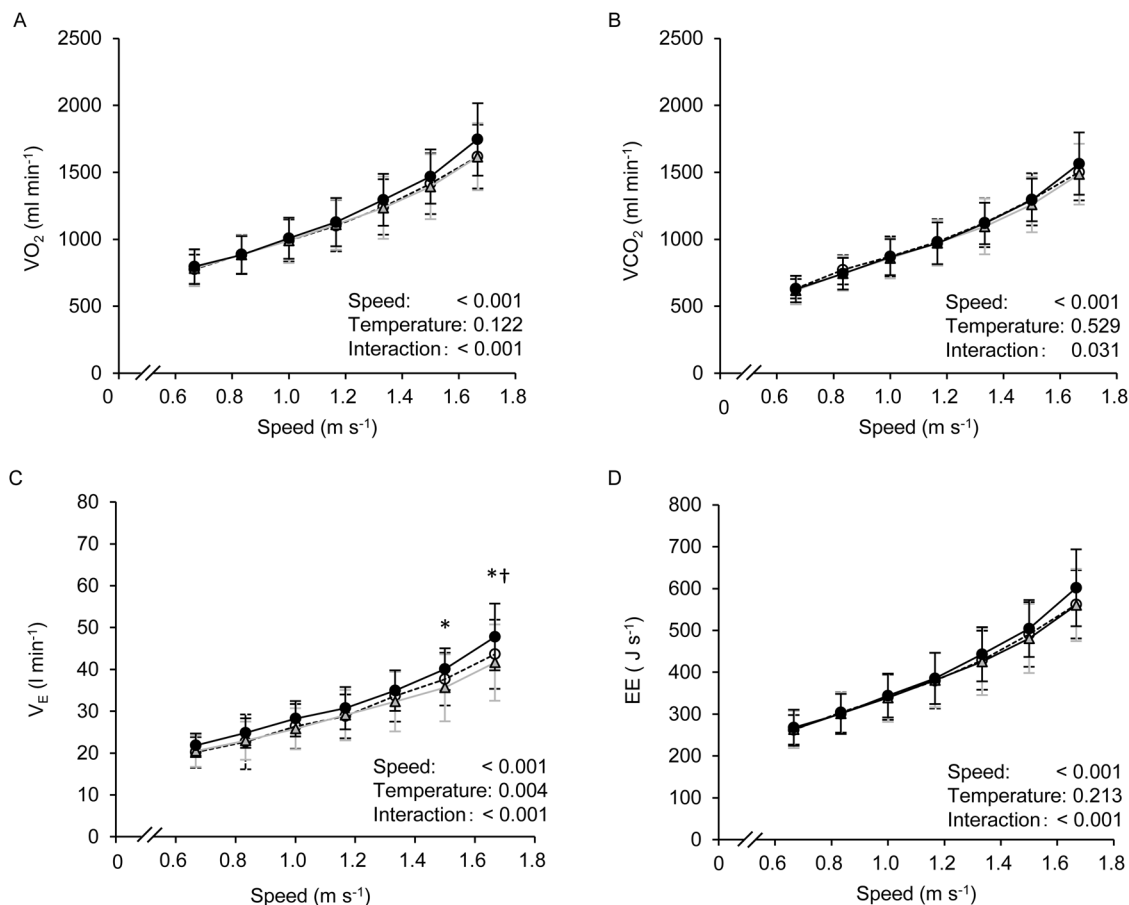 A
2500
2000
1500
1000
500
0
VO2 (ml min-1)
0
0.6
0.8
1.0
1.2
1.4
1.6
1.8
Speed (m s-1)
Speed: < 0.001
Temperature: 0.122
Interaction: < 0.001
B
2500
2000
1500
1000
500
0
VCO2 (ml min-1)
0
0.6
0.8
1.0
1.2
1.4
1.6
1.8
Speed (m s-1)
Speed: < 0.001
Temperature: 0.529
Interaction: 0.031
C
80
70
60
50
40
30
20
10
0
VE (l min-1)
*
*†
0
0.6
0.8
1.0
1.2
1.4
1.6
1.8
Speed (m s-1)
Speed: < 0.001
Temperature: 0.004
Interaction: < 0.001
D
800
700
600
500
400
300
200
100
0
EE ( J s-1)
0
0.6
0.8
1.0
1.2
1.4
1.6
1.8
Speed (m s-1)
Speed: < 0.001
Temperature: 0.213
Interaction: < 0.001